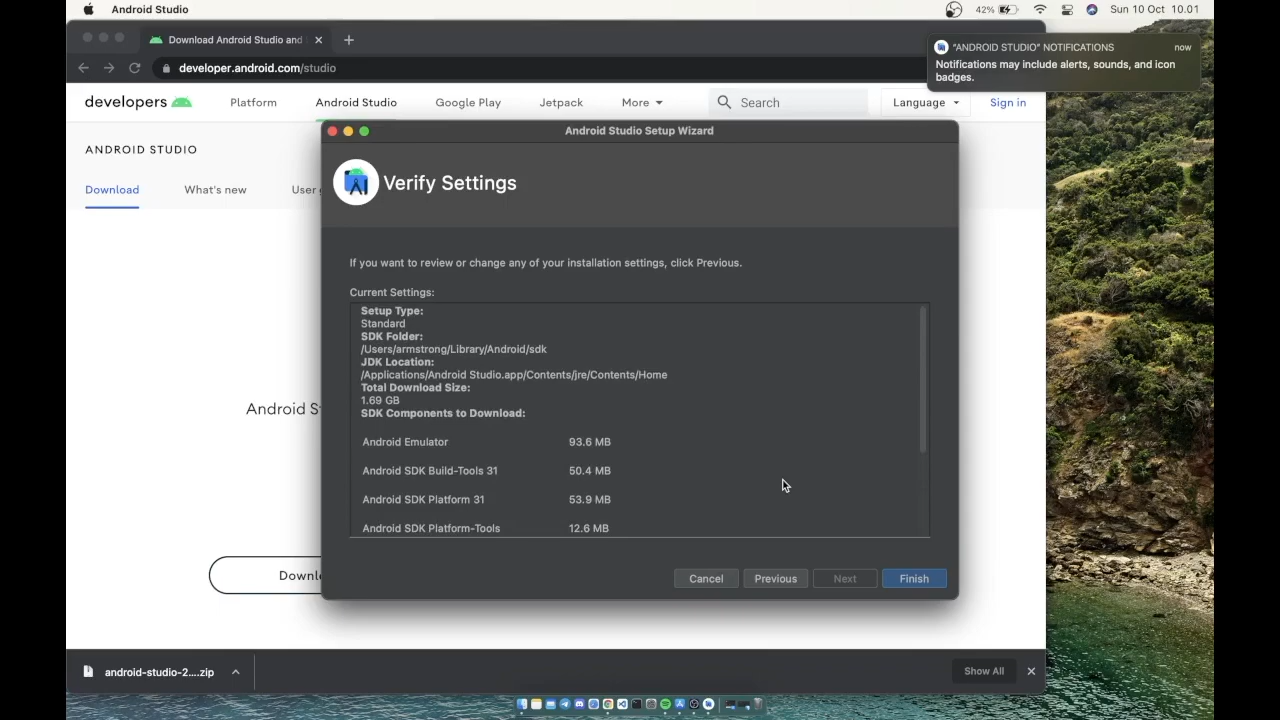 Android Studio
42%
Sun 10 Oct 10.01
Download Android Studio and
developer.android.com/studio
"ANDROID STUDIO" NOTIFICATIONS
now
Notifications may include alerts, sounds, and icon
badges.
developers
Platform
Android Studio
Google Play
Jetpack
More
Search
Language
Sign in
Android Studio Setup Wizard
ANDROID STUDIO
Verify Settings
Download
What's new
User
If you want to review or change any of your installation settings, click Previous.
Current Settings:
Setup Type:
Standard
SDK Folder:
/Users/armstrong/Library/Android/sdk
JDK Location:
/Applications/Android Studio.app/Contents/jre/Contents/Home
Total Download Size:
1.69 GB
SDK Components to Download:
Android S
Android Emulator 93.6 MB
Android SDK Build-Tools 31 50.4 MB
Android SDK Platform 31 53.9 MB
Android SDK Platform-Tools 12.6 MB
Downl
Cancel
Previous
Next
Finish
android-studio-2....zip
Show All